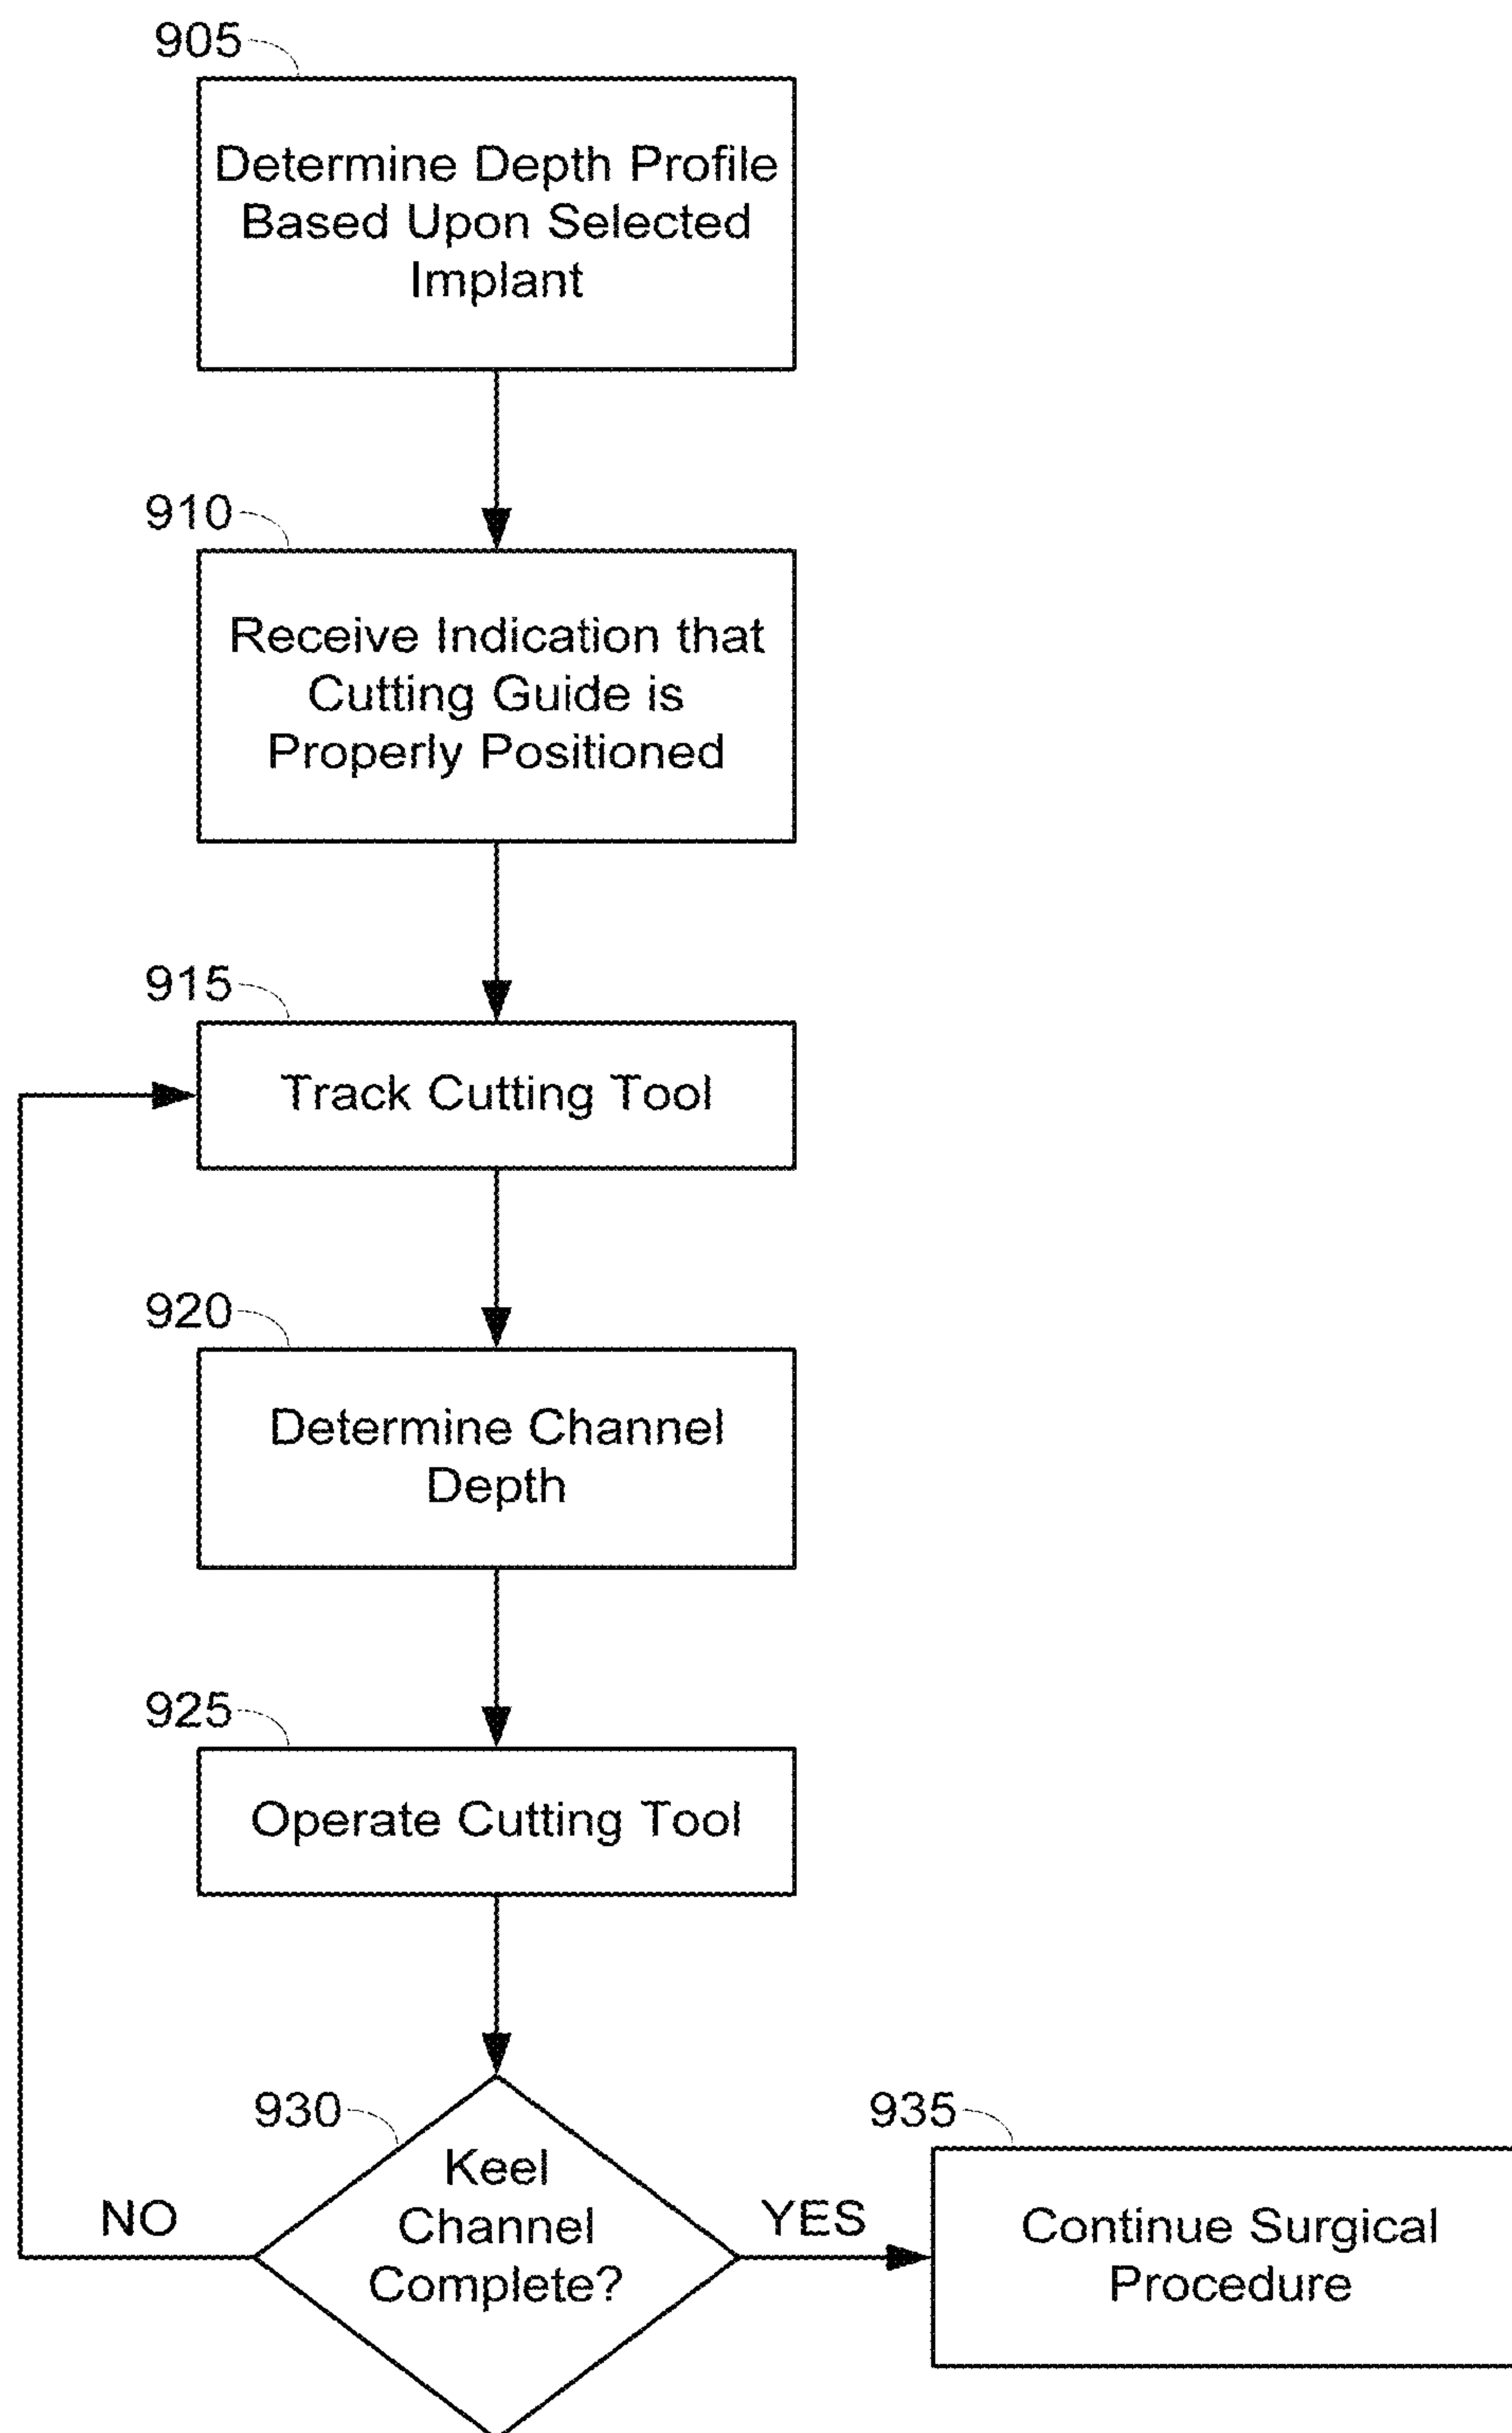 905
Determine Depth Profile
Based Upon Selected
Implant
910
Receive Indication that
Cutting Guide is
Properly Positioned
915
Track Cutting Tool
920
Determine Channel
Depth
925
Operate Cutting Tool
930
Keel
Channel
Complete?
NO
YES
935
Continue Surgical
Procedure